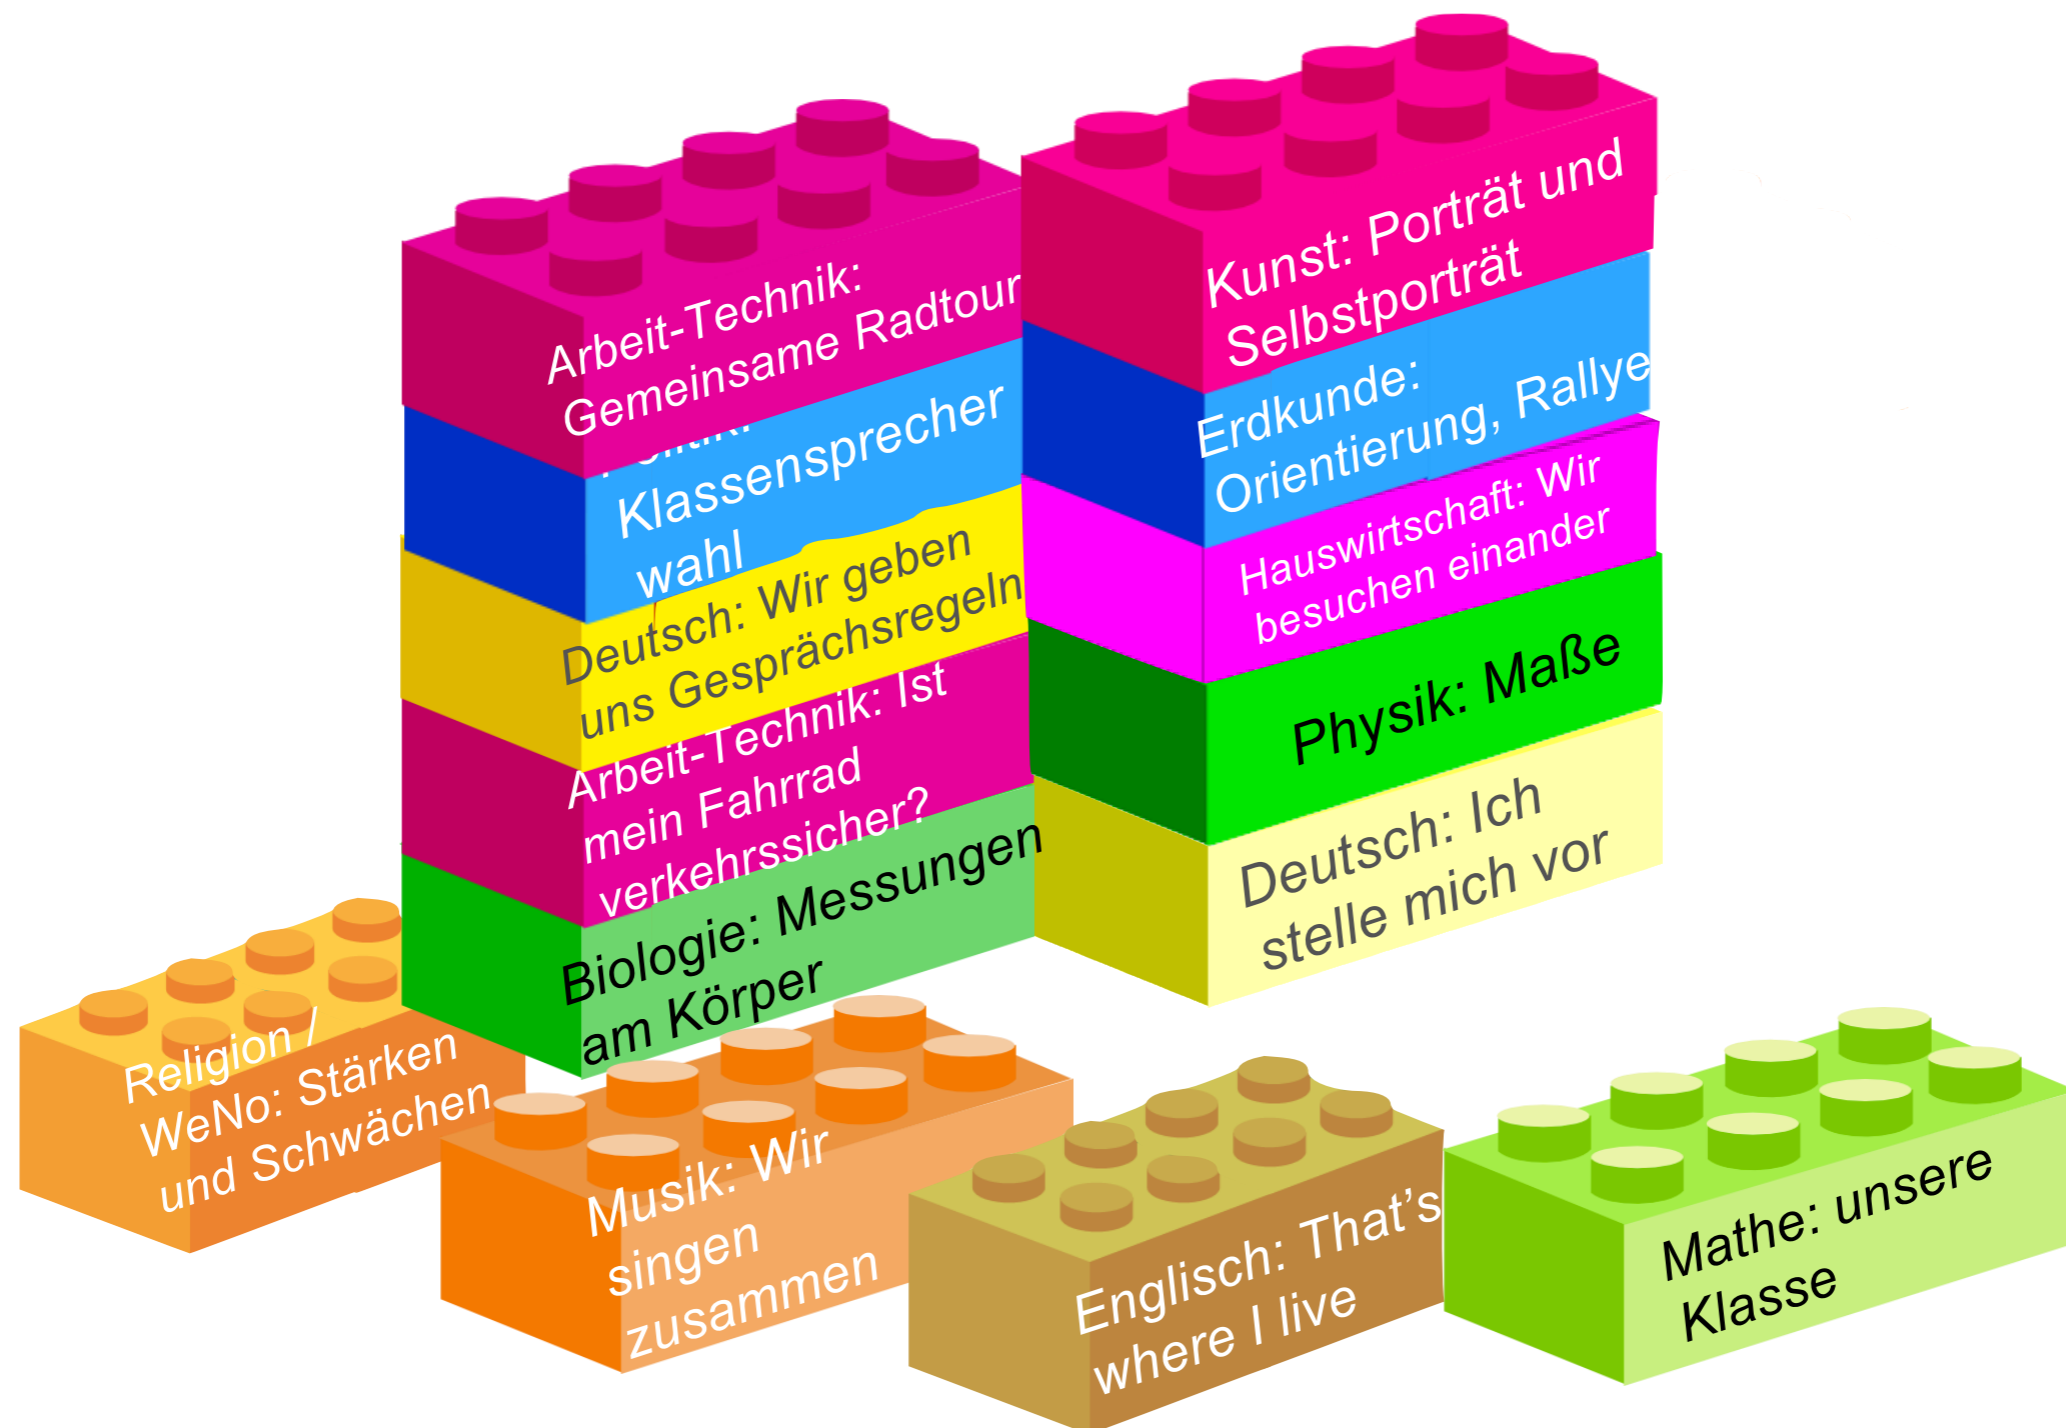 Arbeit-Technik:
Gemeinsame Radtour
Klassensprecher
wahl
Deutsch: Wir geben
uns Gesprächsregeln
Arbeit-Technik: Ist
mein Fahrrad
verkehrssicher?
Biologie: Messungen
am Körper
Kunst: Porträt und
Selbstporträt
Erdkunde:
Orientierung, Rallye
Hauswirtschaft: Wir
besuchen einander
Physik: Maße
Deutsch: Ich
stelle mich vor
Religion /
WeNo: Stärken
und Schwächen
Musik: Wir
singen
zusammen
Englisch: That’s
where I live
Mathe: unsere
Klasse